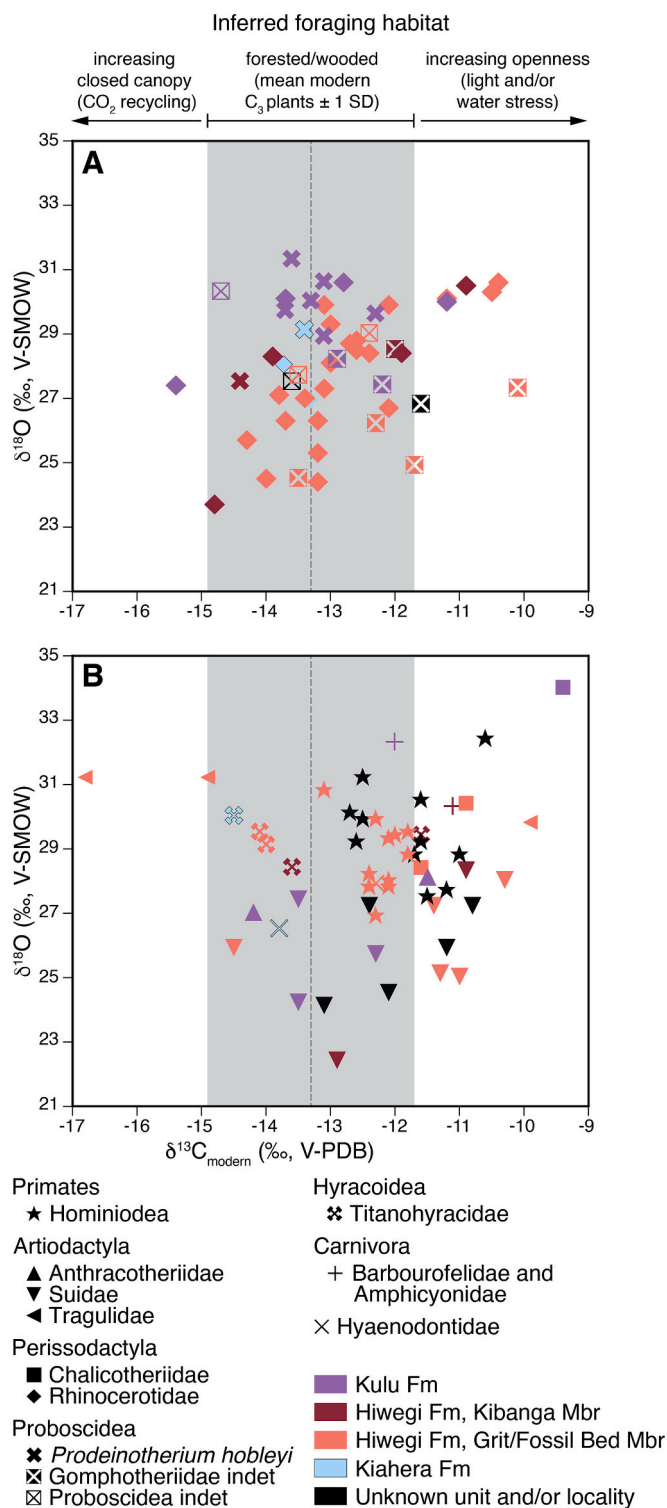 Inferred foraging habitat
increasing
closed canopy
(CO2 recycling)
forested/wooded
(mean modern
C3 plants ± 1 SD)
increasing openness
(light and/or
water stress)
A
35
33
31
29
27
25
23
21
δ18O (‰, V-SMOW)
-17 -16 -15 -14 -13 -12 -11 -10 -9
B
35
33
31
29
27
25
23
21
δ18O (‰, V-SMOW)
-17 -16 -15 -14 -13 -12 -11 -10 -9
δ13Cmodern (‰, V-PDB)
Primates
Hominiodea
Artiodactyla
Anthracotheriidae
Suidae
Tragulidae
Perissodactyla
Chalicotheriidae
Rhinocerotidae
Proboscidea
Prodeinotherium hobleyi
Gomphotheriidae indet
Proboscidea indet
Hyracoidea
Titanohyracidae
Carnivora
Barbourofelidae and
Amphicyonidae
Hyaenodontidae
Kulu Fm
Hiwegi Fm, Kibanga Mbr
Hiwegi Fm, Grit/Fossil Bed Mbr
Kiahera Fm
Unknown unit and/or locality